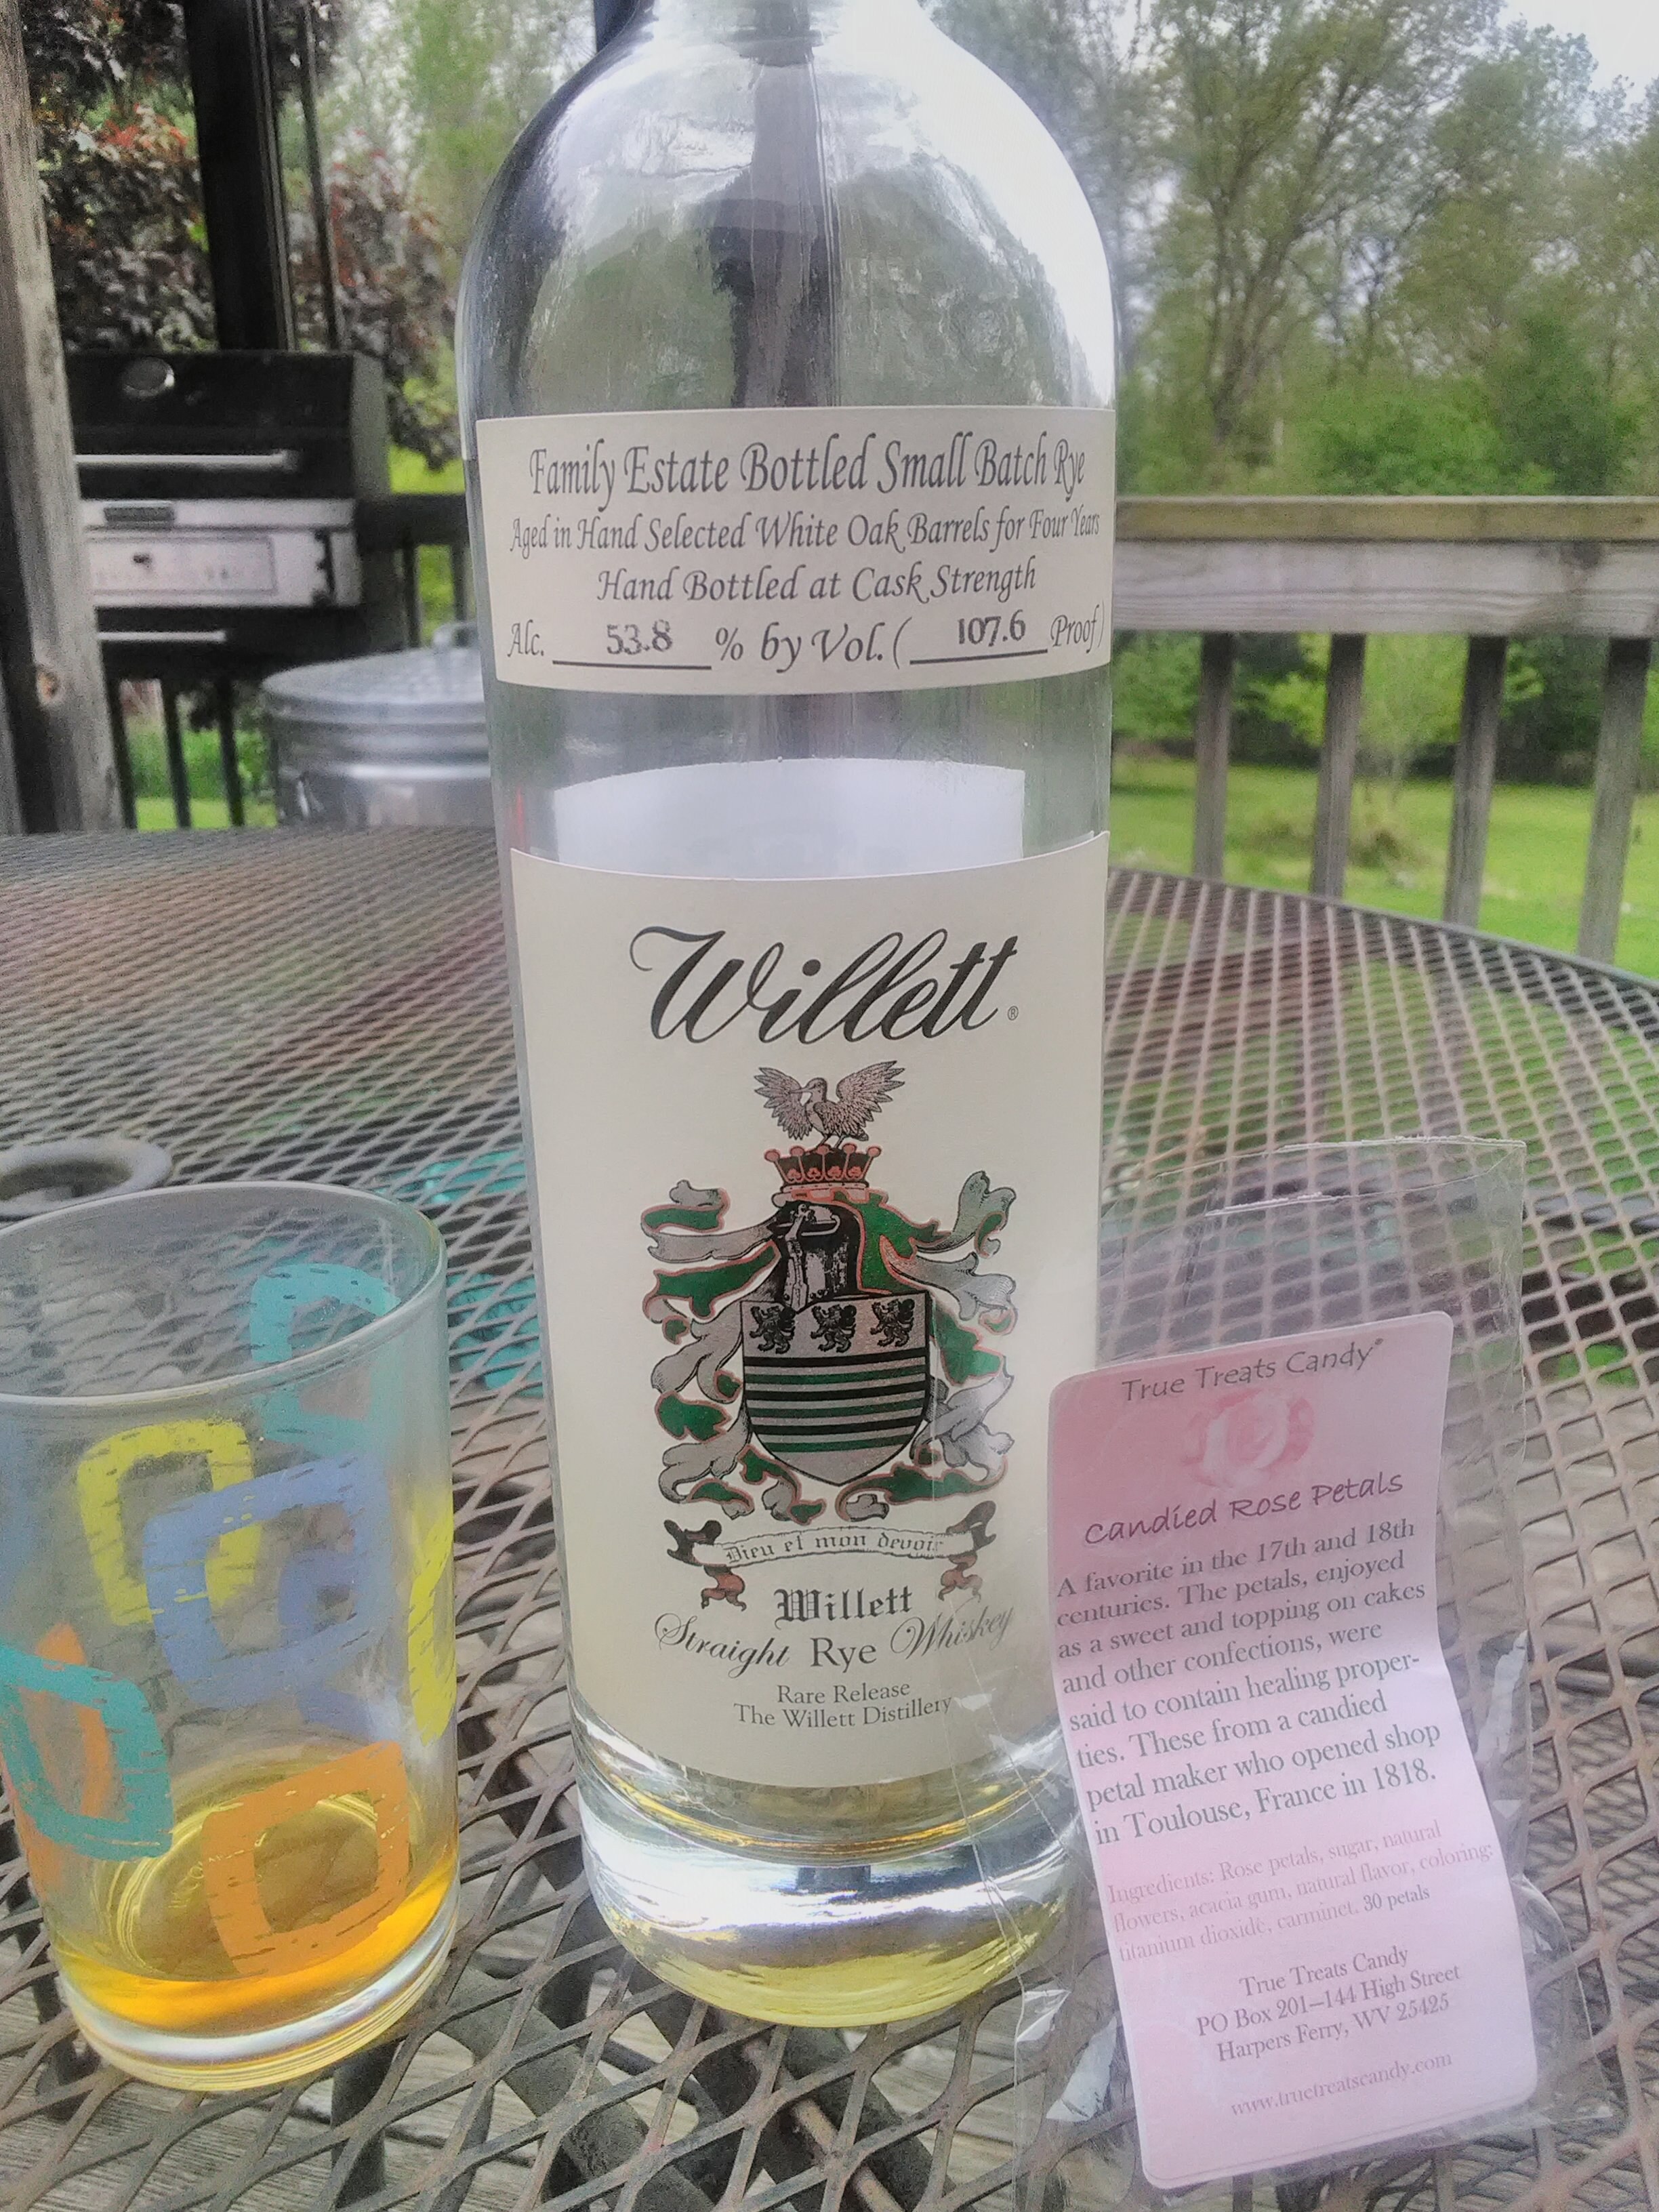 Family Estate Bottled Small Batch Rye
Aged in Hand Selected White Oak Barrels for Four Years
Hand Bottled at Cask Strength
Alc. 53.8 % by Vol. ( 107.6 Proof )
Willett®
Dieu et mon devoir
Willett
Straight Rye Whiskey
Rare Release
The Willett Distillery
True Treats Candy®
Candied Rose Petals
A favorite in the 17th and 18th
centuries. The petals, enjoyed
as a sweet and topping on cakes
and other confections, were
said to contain healing proper-
ties. These from a candied
petal maker who opened shop
in Toulouse, France in 1818.
Ingredients: Rose petals, sugar, natural
flowers, acacia gum, natural flavor, coloring:
titanium dioxide, carminet. 30 petals
True Treats Candy
PO Box 201–144 High Street
Harpers Ferry, WV 25425
www.truetreatscandy.com